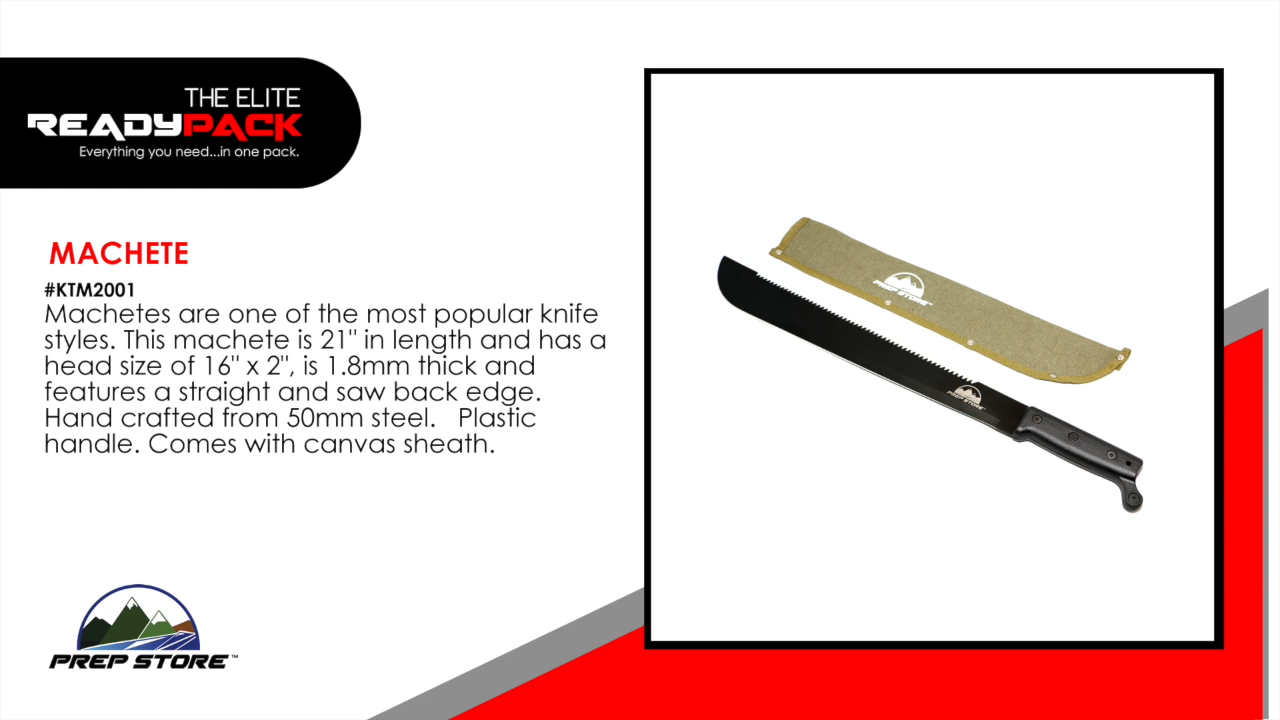 THE ELITE
READYPACK
Everything you need...in one pack.
MACHETE
#KTM2001
Machetes are one of the most popular knife
styles. This machete is 21" in length and has a
head size of 16" x 2", is 1.8mm thick and
features a straight and saw back edge.
Hand crafted from 50mm steel.   Plastic
handle. Comes with canvas sheath.
PREP STORE™
PREP STORE™
PREP STORE™